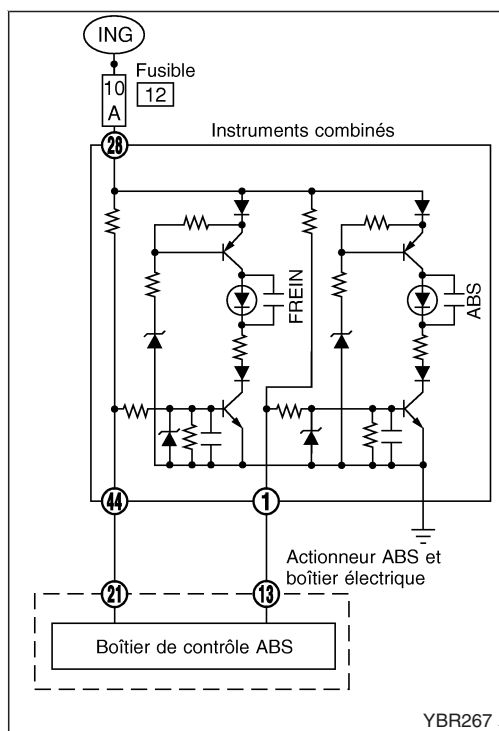 ING
Fusible
10
A
12
Instruments combinés
28
FREIN
ABS
44
1
Actionneur ABS et
boîtier électrique
21
13
Boîtier de contrôle ABS
YBR267